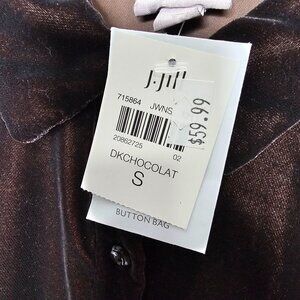 J.Jill
715864 JWNS
$59.99
20862725 02
DKCHOCOLAT
S
BUTTON BAG